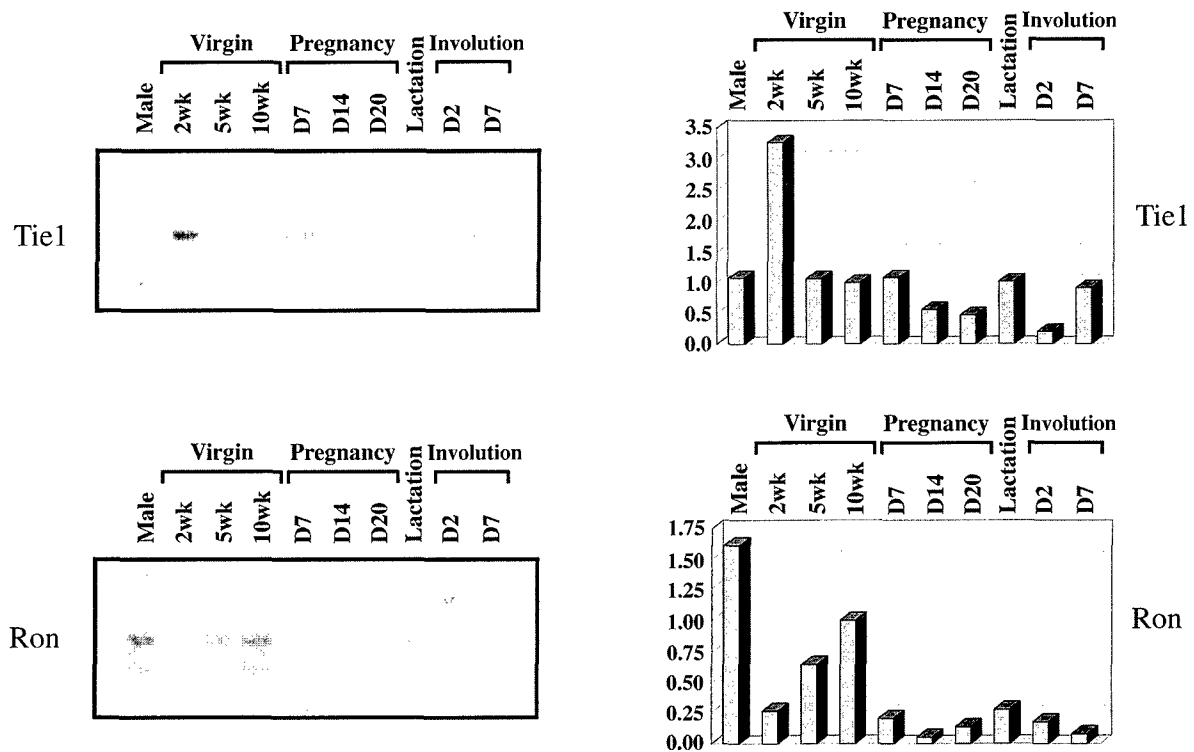 Virgin Pregnancy Involution
Male 2wk 5wk 10wk D7 D14 D20 Lactation D2 D7
Tie1
Virgin Pregnancy Involution
Male 2wk 5wk 10wk D7 D14 D20 Lactation D2 D7
3.5
3.0
2.5
2.0
1.5
1.0
0.5
0.0
Tie1
Virgin Pregnancy Involution
Male 2wk 5wk 10wk D7 D14 D20 Lactation D2 D7
Ron
Virgin Pregnancy Involution
Male 2wk 5wk 10wk D7 D14 D20 Lactation D2 D7
1.75
1.50
1.25
1.00
0.75
0.50
0.25
0.00
Ron